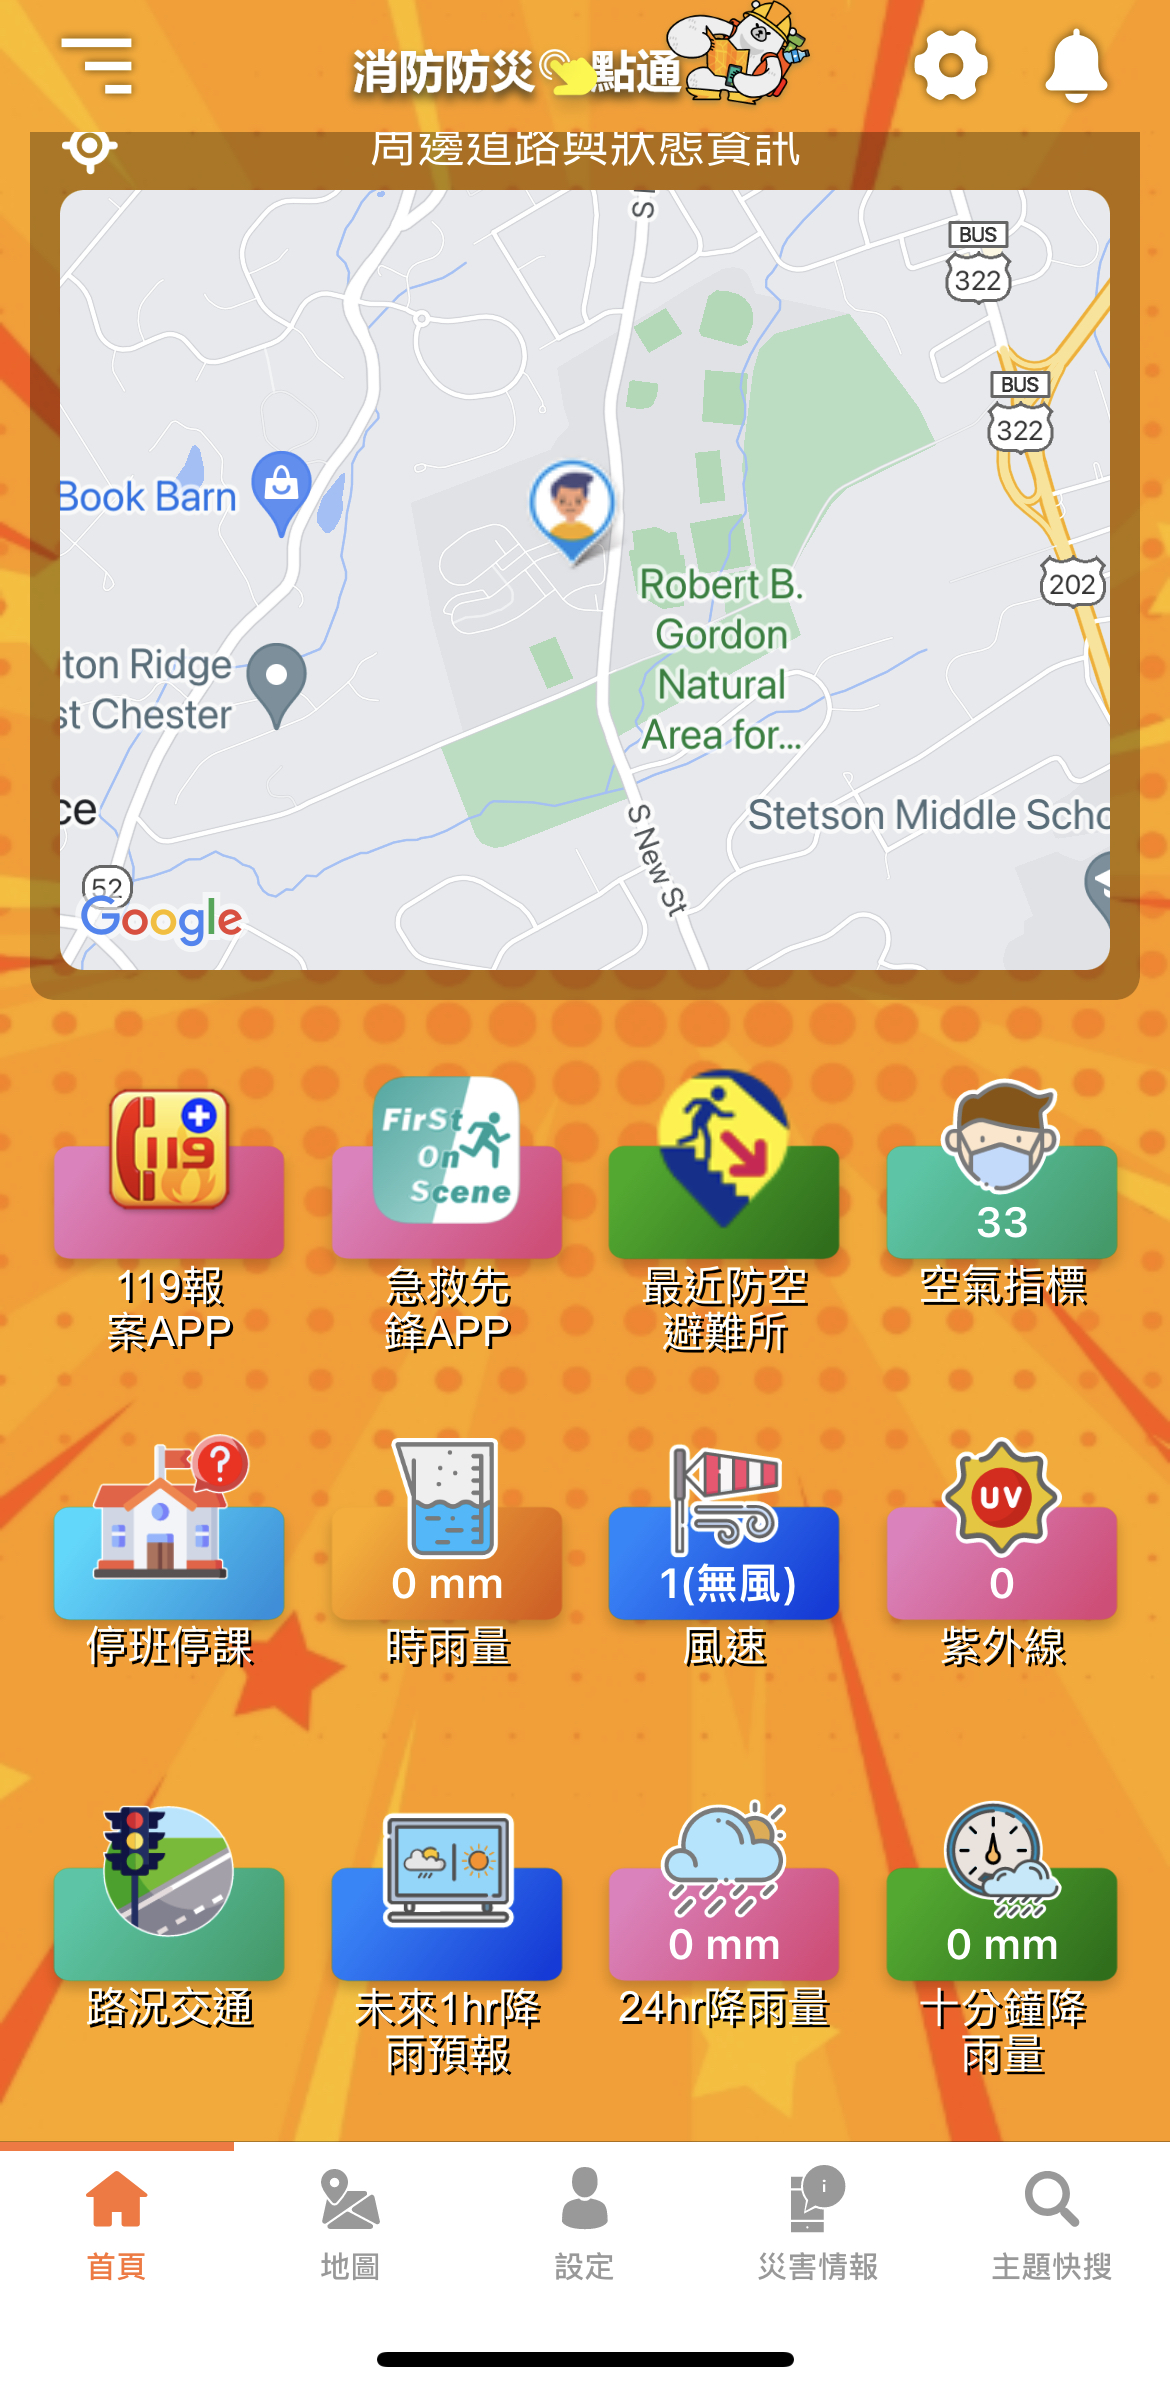 消防防災點通
周邊道路與狀態資訊
S
BUS
322
BUS
322
Book Barn
202
Robert B.
Gordon
Natural
Area for...
ton Ridge
st Chester
ce
Stetson Middle Scho
S New St
52
Google
119
First
On
Scene
33
119報
案APP
急救先
鋒APP
最近防空
避難所
空氣指標
?
0 mm
1(無風)
UV
0
停班停課
時雨量
風速
紫外線
0 mm
0 mm
路況交通
未來1hr降
雨預報
24hr降雨量
十分鐘降
雨量
首頁
地圖
設定
災害情報
主題快搜